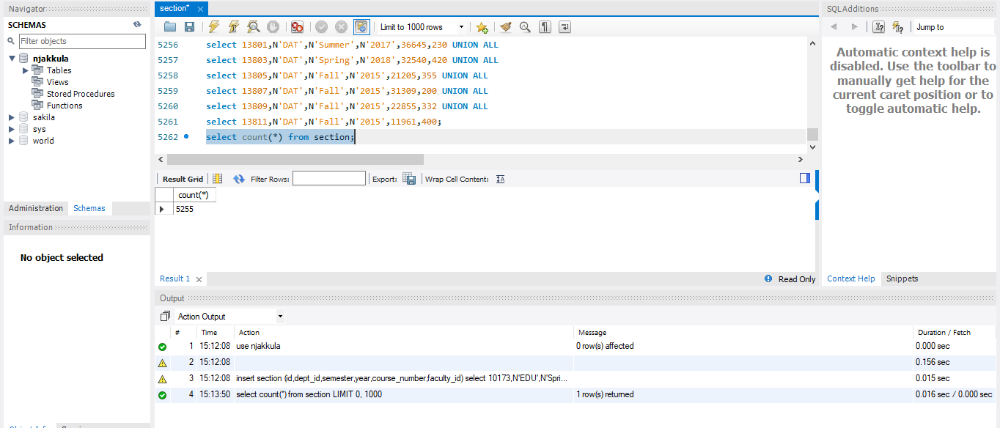 Navigator
SCHEMAS
Filter objects
njakkula
Tables
Views
Stored Procedures
Functions
sakila
sys
world
Administration Schemas
Information
No object selected
section*
Limit to 1000 rows
5256 select 13801,N'DAT',N'Summer',N'2017',36645,230 UNION ALL
5257 select 13803,N'DAT',N'Spring',N'2018',32540,420 UNION ALL
5258 select 13805,N'DAT',N'Fall',N'2015',21205,355 UNION ALL
5259 select 13807,N'DAT',N'Fall',N'2015',31309,200 UNION ALL
5260 select 13809,N'DAT',N'Fall',N'2015',22855,332 UNION ALL
5261 select 13811,N'DAT',N'Fall',N'2015',11961,400;
5262 select count(*) from section;
Result Grid Filter Rows: Export: Wrap Cell Content:
count(*)
5255
Result 1 Read Only
SQLAdditions
Jump to
Automatic context help is
disabled. Use the toolbar to
manually get help for the
current caret position or to
toggle automatic help.
Context Help Snippets
Output
Action Output
# Time Action Message Duration / Fetch
1 15:12:08 use njakkula 0 row(s) affected 0.000 sec
2 15:12:08 0.156 sec
3 15:12:08 insert section (id,dept_id,semester,year,course_number,faculty_id) select 10173,N'EDU',N'Spri... 0.015 sec
4 15:13:50 select count(*) from section LIMIT 0, 1000 1 row(s) returned 0.016 sec / 0.000 sec